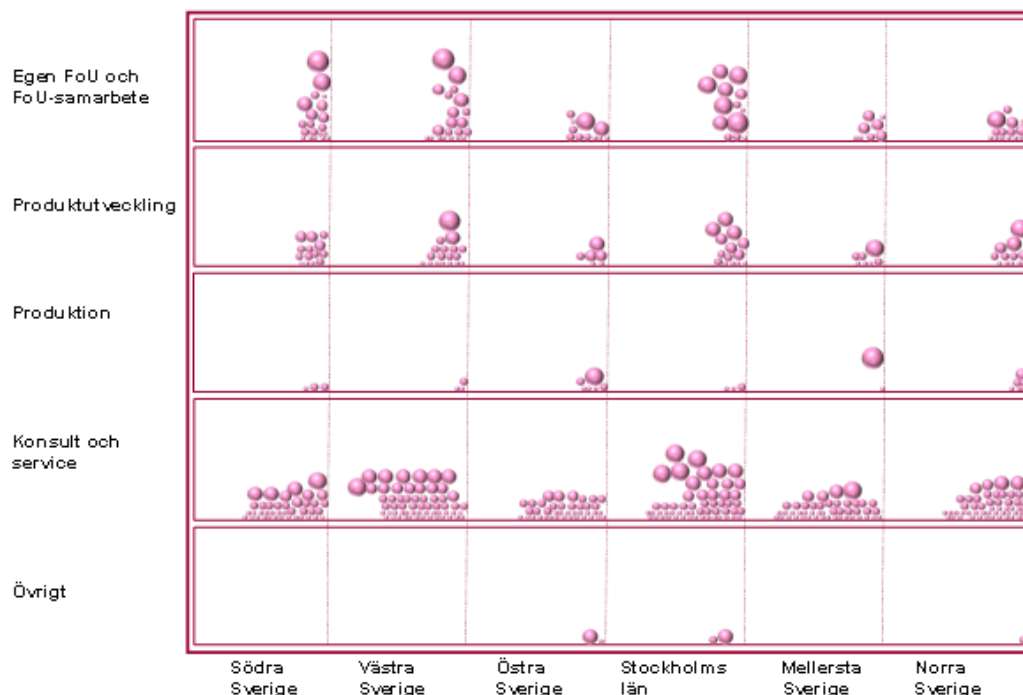 Egen FoU och
FoU-samarbete
Produktutveckling
Produktion
Konsult och
service
Övrigt
Södra
Sverige
Västra
Sverige
Östra
Sverige
Stockholms
län
Mellersta
Sverige
Norra
Sverige